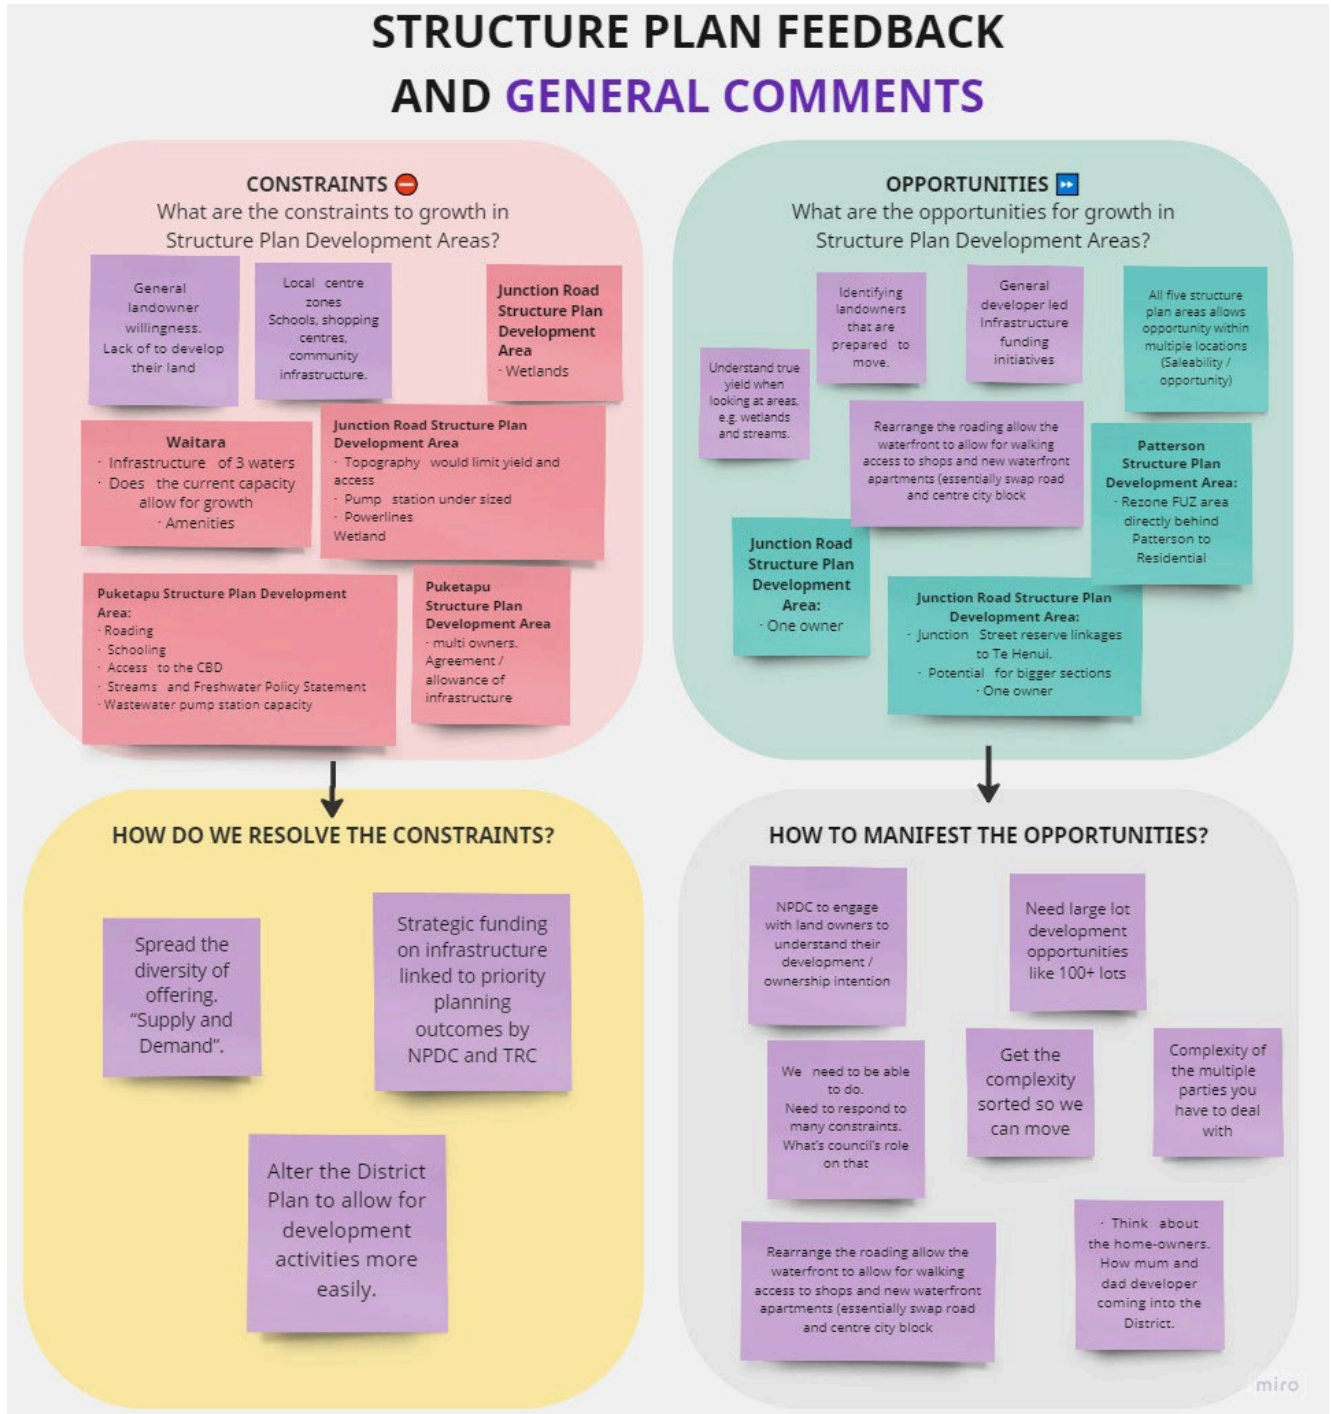 STRUCTURE PLAN FEEDBACK
AND GENERAL COMMENTS
CONSTRAINTS
What are the constraints to growth in
Structure Plan Development Areas?
General
landowner
willingness.
Lack of to develop
their land
Local centre
zones
Schools, shopping
centres,
community
infrastructure.
Junction Road
Structure Plan
Development
Area
· Wetlands
Waitara
· Infrastructure of 3 waters
· Does the current capacity
allow for growth
· Amenities
Junction Road Structure Plan
Development Area
· Topography would limit yield and
access
· Pump station under sized
· Powerlines
Wetland
Puketapu Structure Plan Development
Area:
· Roading
· Schooling
· Access to the CBD
· Streams and Freshwater Policy Statement
· Wastewater pump station capacity
Puketapu
Structure Plan
Development Area
· multi owners.
Agreement /
allowance of
infrastructure
OPPORTUNITIES
What are the opportunities for growth in
Structure Plan Development Areas?
Understand true
yield when
looking at areas,
e.g. wetlands
and streams.
Identifying
landowners
that are
prepared to
move.
General
developer led
Infrastructure
funding
initiatives
All five structure
plan areas allows
opportunity within
multiple locations
(Saleability /
opportunity)
Rearrange the roading allow the
waterfront to allow for walking
access to shops and new waterfront
apartments (essentially swap road
and centre city block
Patterson
Structure Plan
Development Area:
· Rezone FUZ area
directly behind
Patterson to
Residential
Junction Road
Structure Plan
Development
Area:
· One owner
Junction Road Structure Plan
Development Area:
· Junction Street reserve linkages
to Te Henui.
· Potential for bigger sections
· One owner
HOW DO WE RESOLVE THE CONSTRAINTS?
Spread the
diversity of
offering.
“Supply and
Demand”.
Strategic funding
on infrastructure
linked to priority
planning
outcomes by
NPDC and TRC
Alter the District
Plan to allow for
development
activities more
easily.
HOW TO MANIFEST THE OPPORTUNITIES?
NPDC to engage
with land owners to
understand their
development /
ownership intention
Need large lot
development
opportunities
like 100+ lots
We need to be able
to do.
Need to respond to
many constraints.
What's council's role
on that
Get the
complexity
sorted so we
can move
Complexity of
the multiple
parties you
have to deal
with
Rearrange the roading allow the
waterfront to allow for walking
access to shops and new waterfront
apartments (essentially swap road
and centre city block
· Think about
the home-owners.
How mum and
dad developer
coming into the
District.
miro